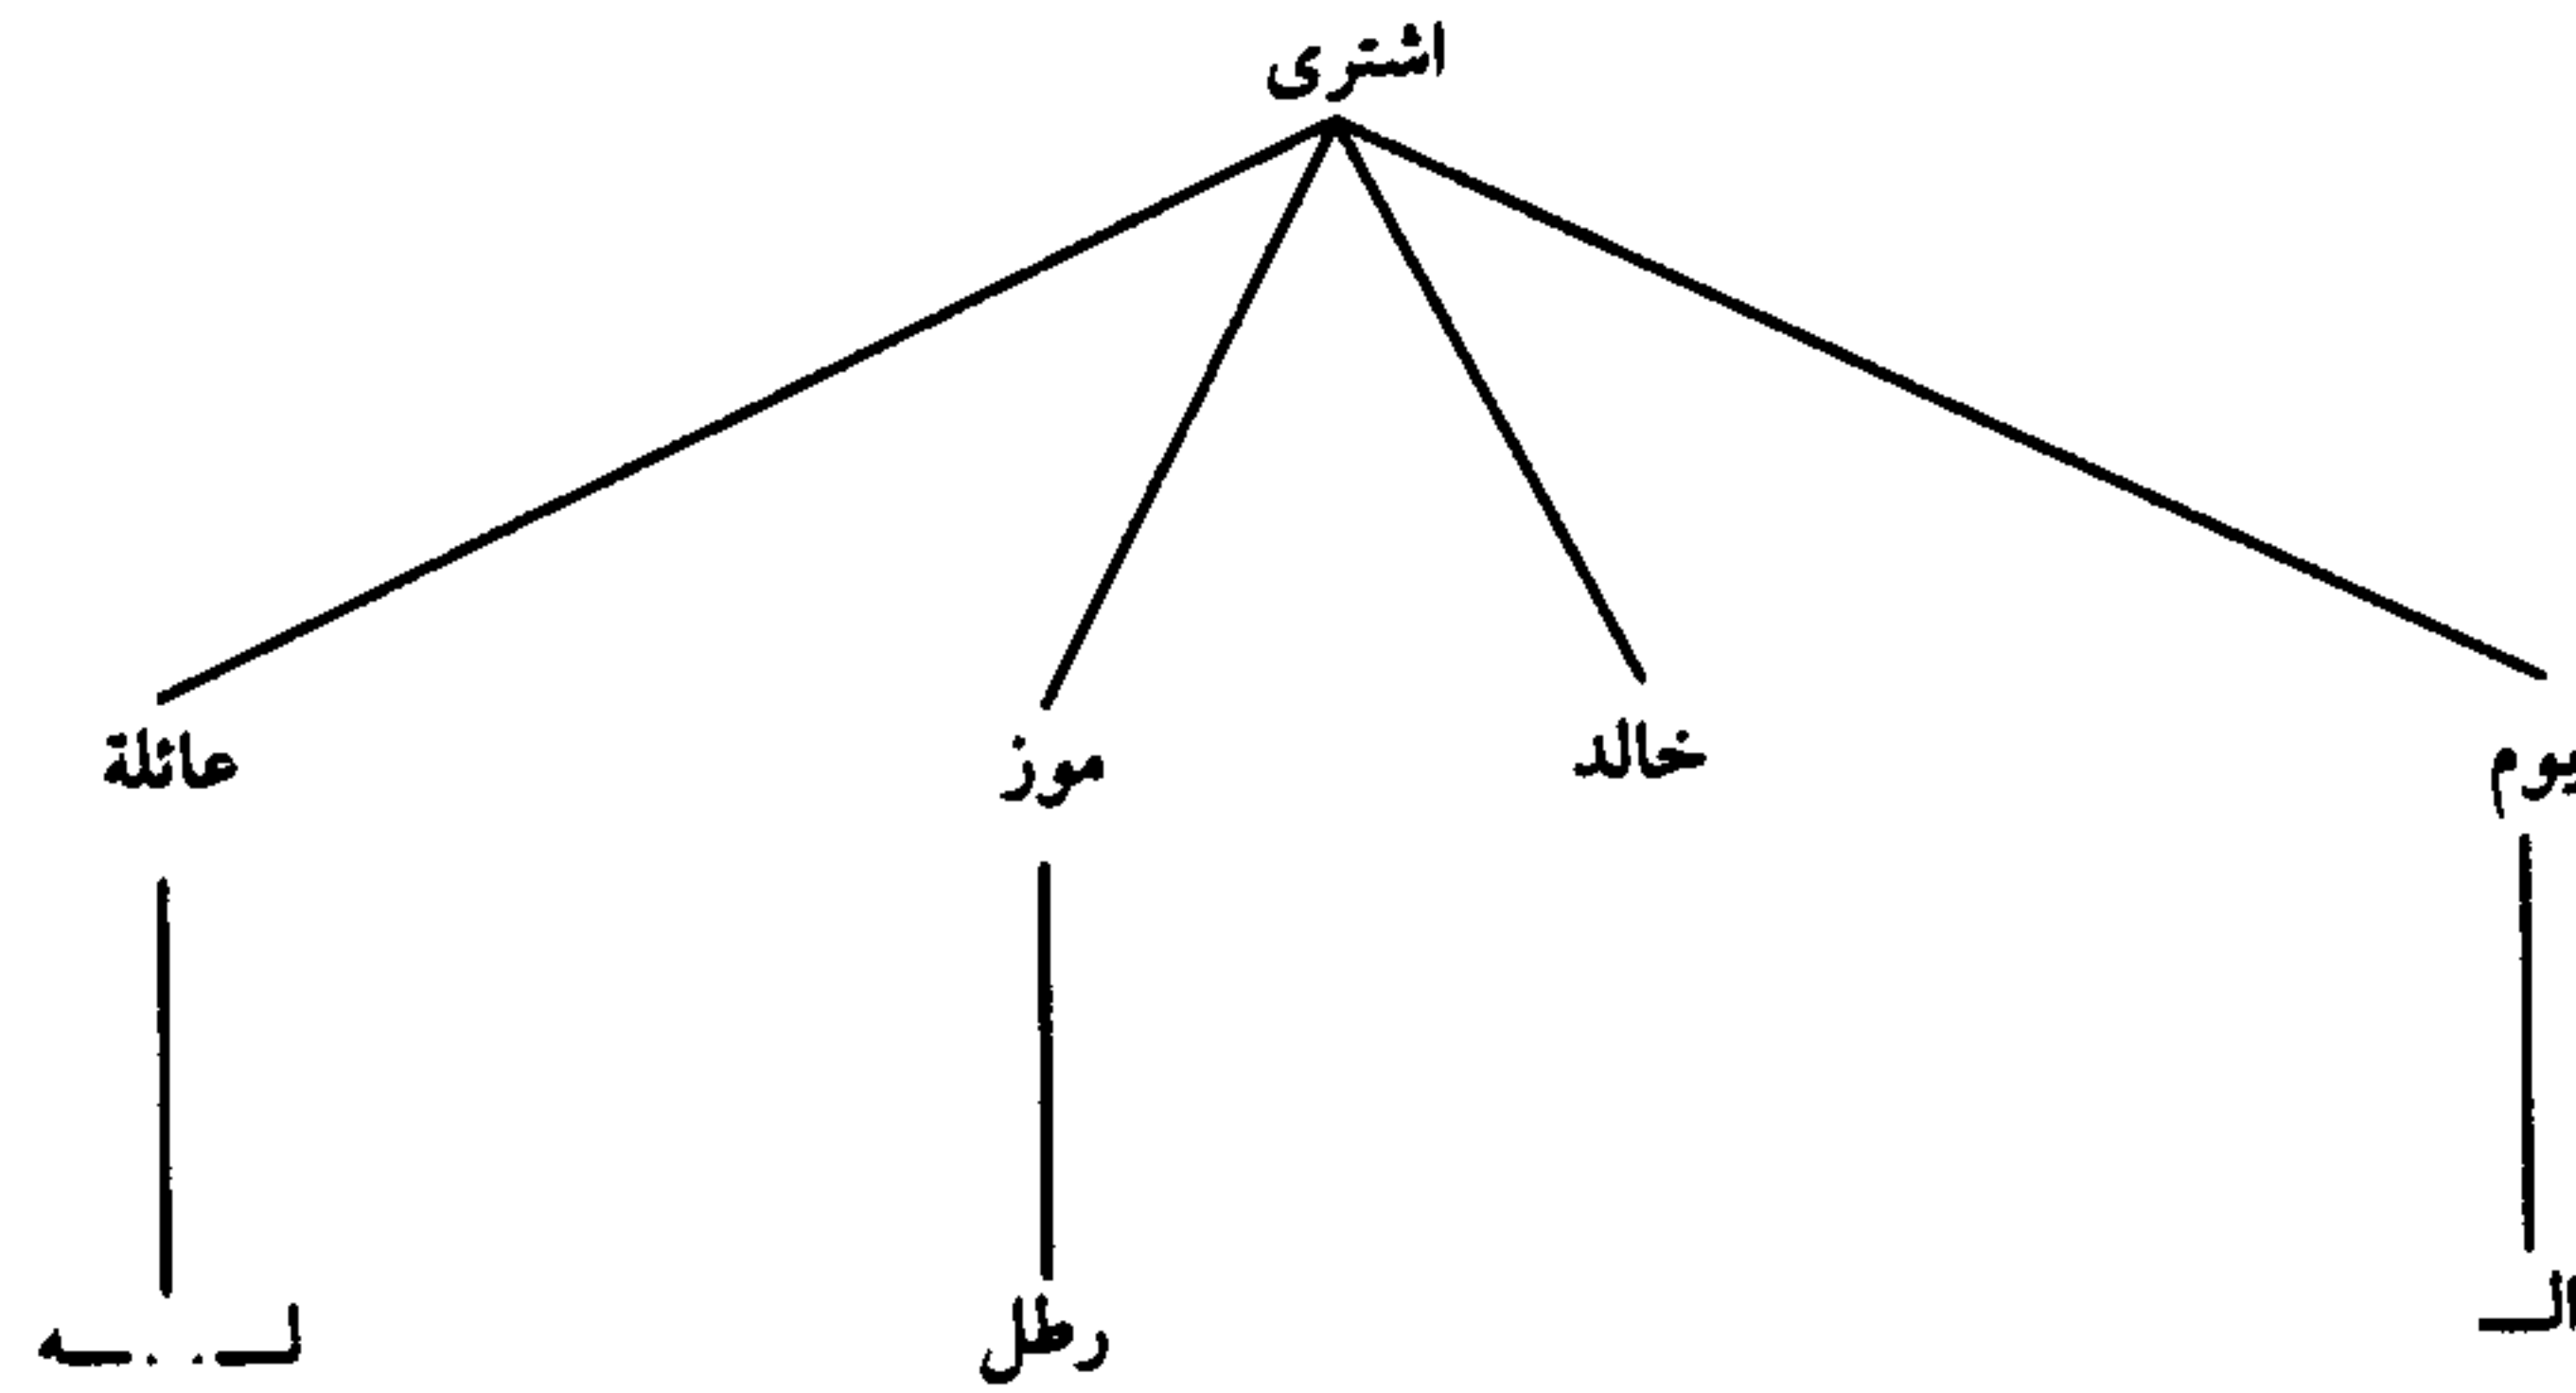 اشترى
يوم خالد موز عائلة
الـ رطل لـ..ـه